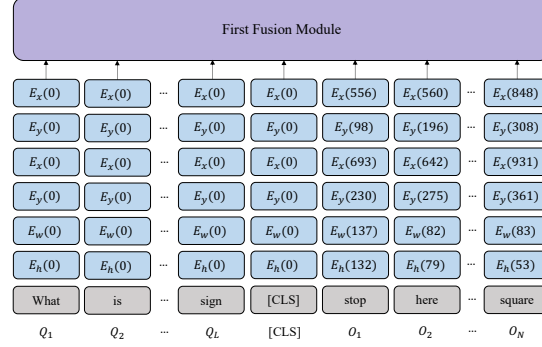 First Fusion Module
E_x(0) E_x(0) ... E_x(0) E_x(0) E_x(556) E_x(560) ... E_x(848)
E_y(0) E_y(0) ... E_y(0) E_y(0) E_y(98) E_y(196) ... E_y(308)
E_x(0) E_x(0) ... E_x(0) E_x(0) E_x(693) E_x(642) ... E_x(931)
E_y(0) E_y(0) ... E_y(0) E_y(0) E_y(230) E_y(275) ... E_y(361)
E_w(0) E_w(0) ... E_w(0) E_w(0) E_w(137) E_w(82) ... E_w(83)
E_h(0) E_h(0) ... E_h(0) E_h(0) E_h(132) E_h(79) ... E_h(53)
What is ... sign [CLS] stop here ... square
Q_1 Q_2 ... Q_L [CLS] O_1 O_2 ... O_N